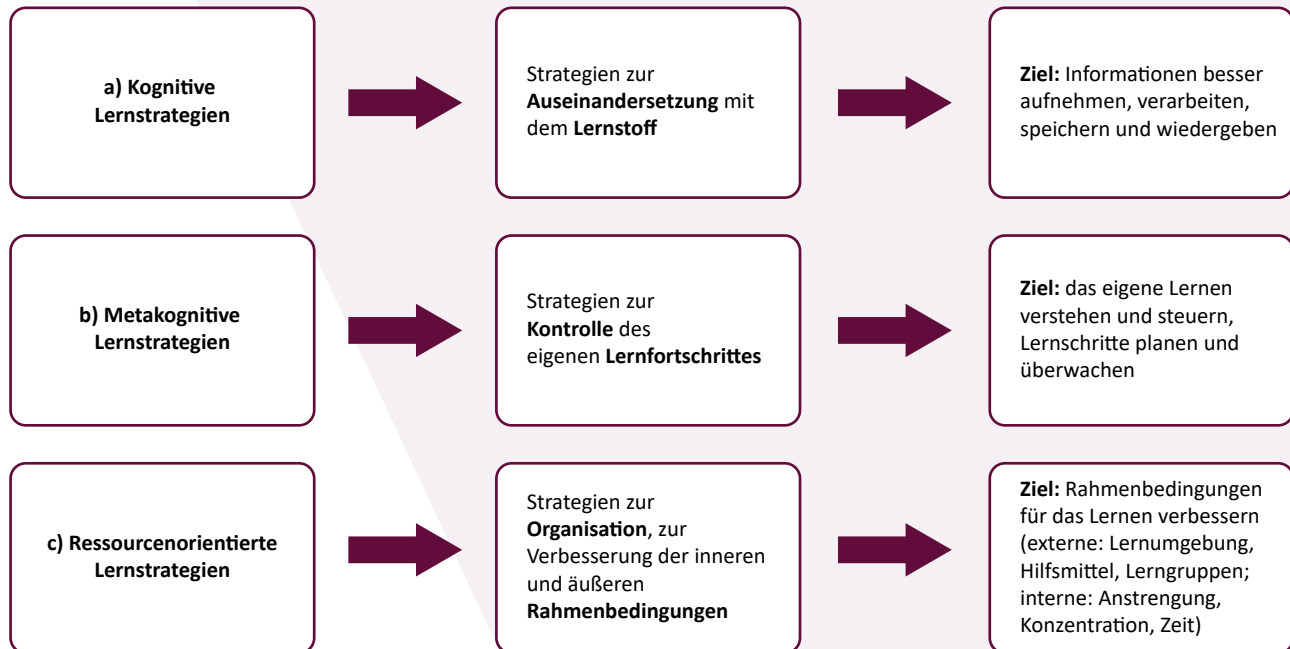 a) Kognitive
Lernstrategien
Strategien zur
Auseinandersetzung mit
dem Lernstoff
Ziel: Informationen besser
aufnehmen, verarbeiten,
speichern und wiedergeben
b) Metakognitive
Lernstrategien
Strategien zur
Kontrolle des
eigenen Lernfortschrittes
Ziel: das eigene Lernen
verstehen und steuern,
Lernschritte planen und
überwachen
c) Ressourcenorientierte
Lernstrategien
Strategien zur
Organisation, zur
Verbesserung der inneren
und äußeren
Rahmenbedingungen
Ziel: Rahmenbedingungen
für das Lernen verbessern
(externe: Lernumgebung,
Hilfsmittel, Lerngruppen;
interne: Anstrengung,
Konzentration, Zeit)